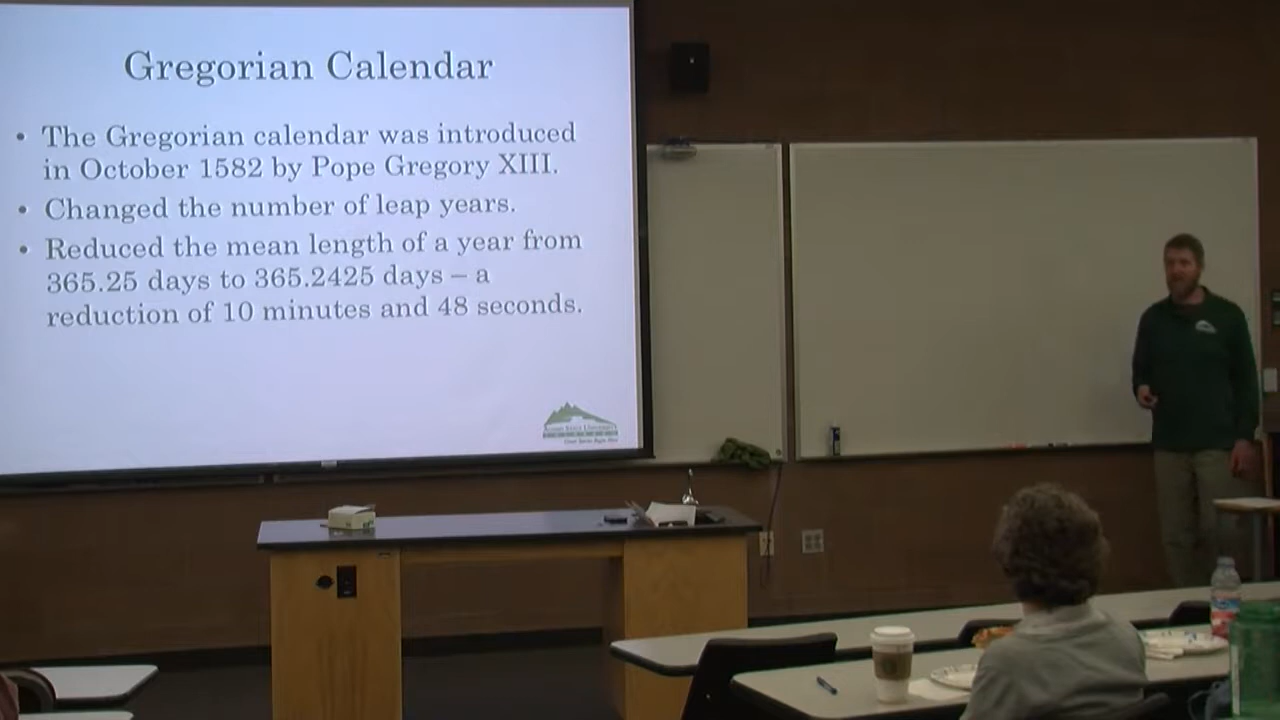 Gregorian Calendar
• The Gregorian calendar was introduced
in October 1582 by Pope Gregory XIII.
• Changed the number of leap years.
• Reduced the mean length of a year from
365.25 days to 365.2425 days – a
reduction of 10 minutes and 48 seconds.